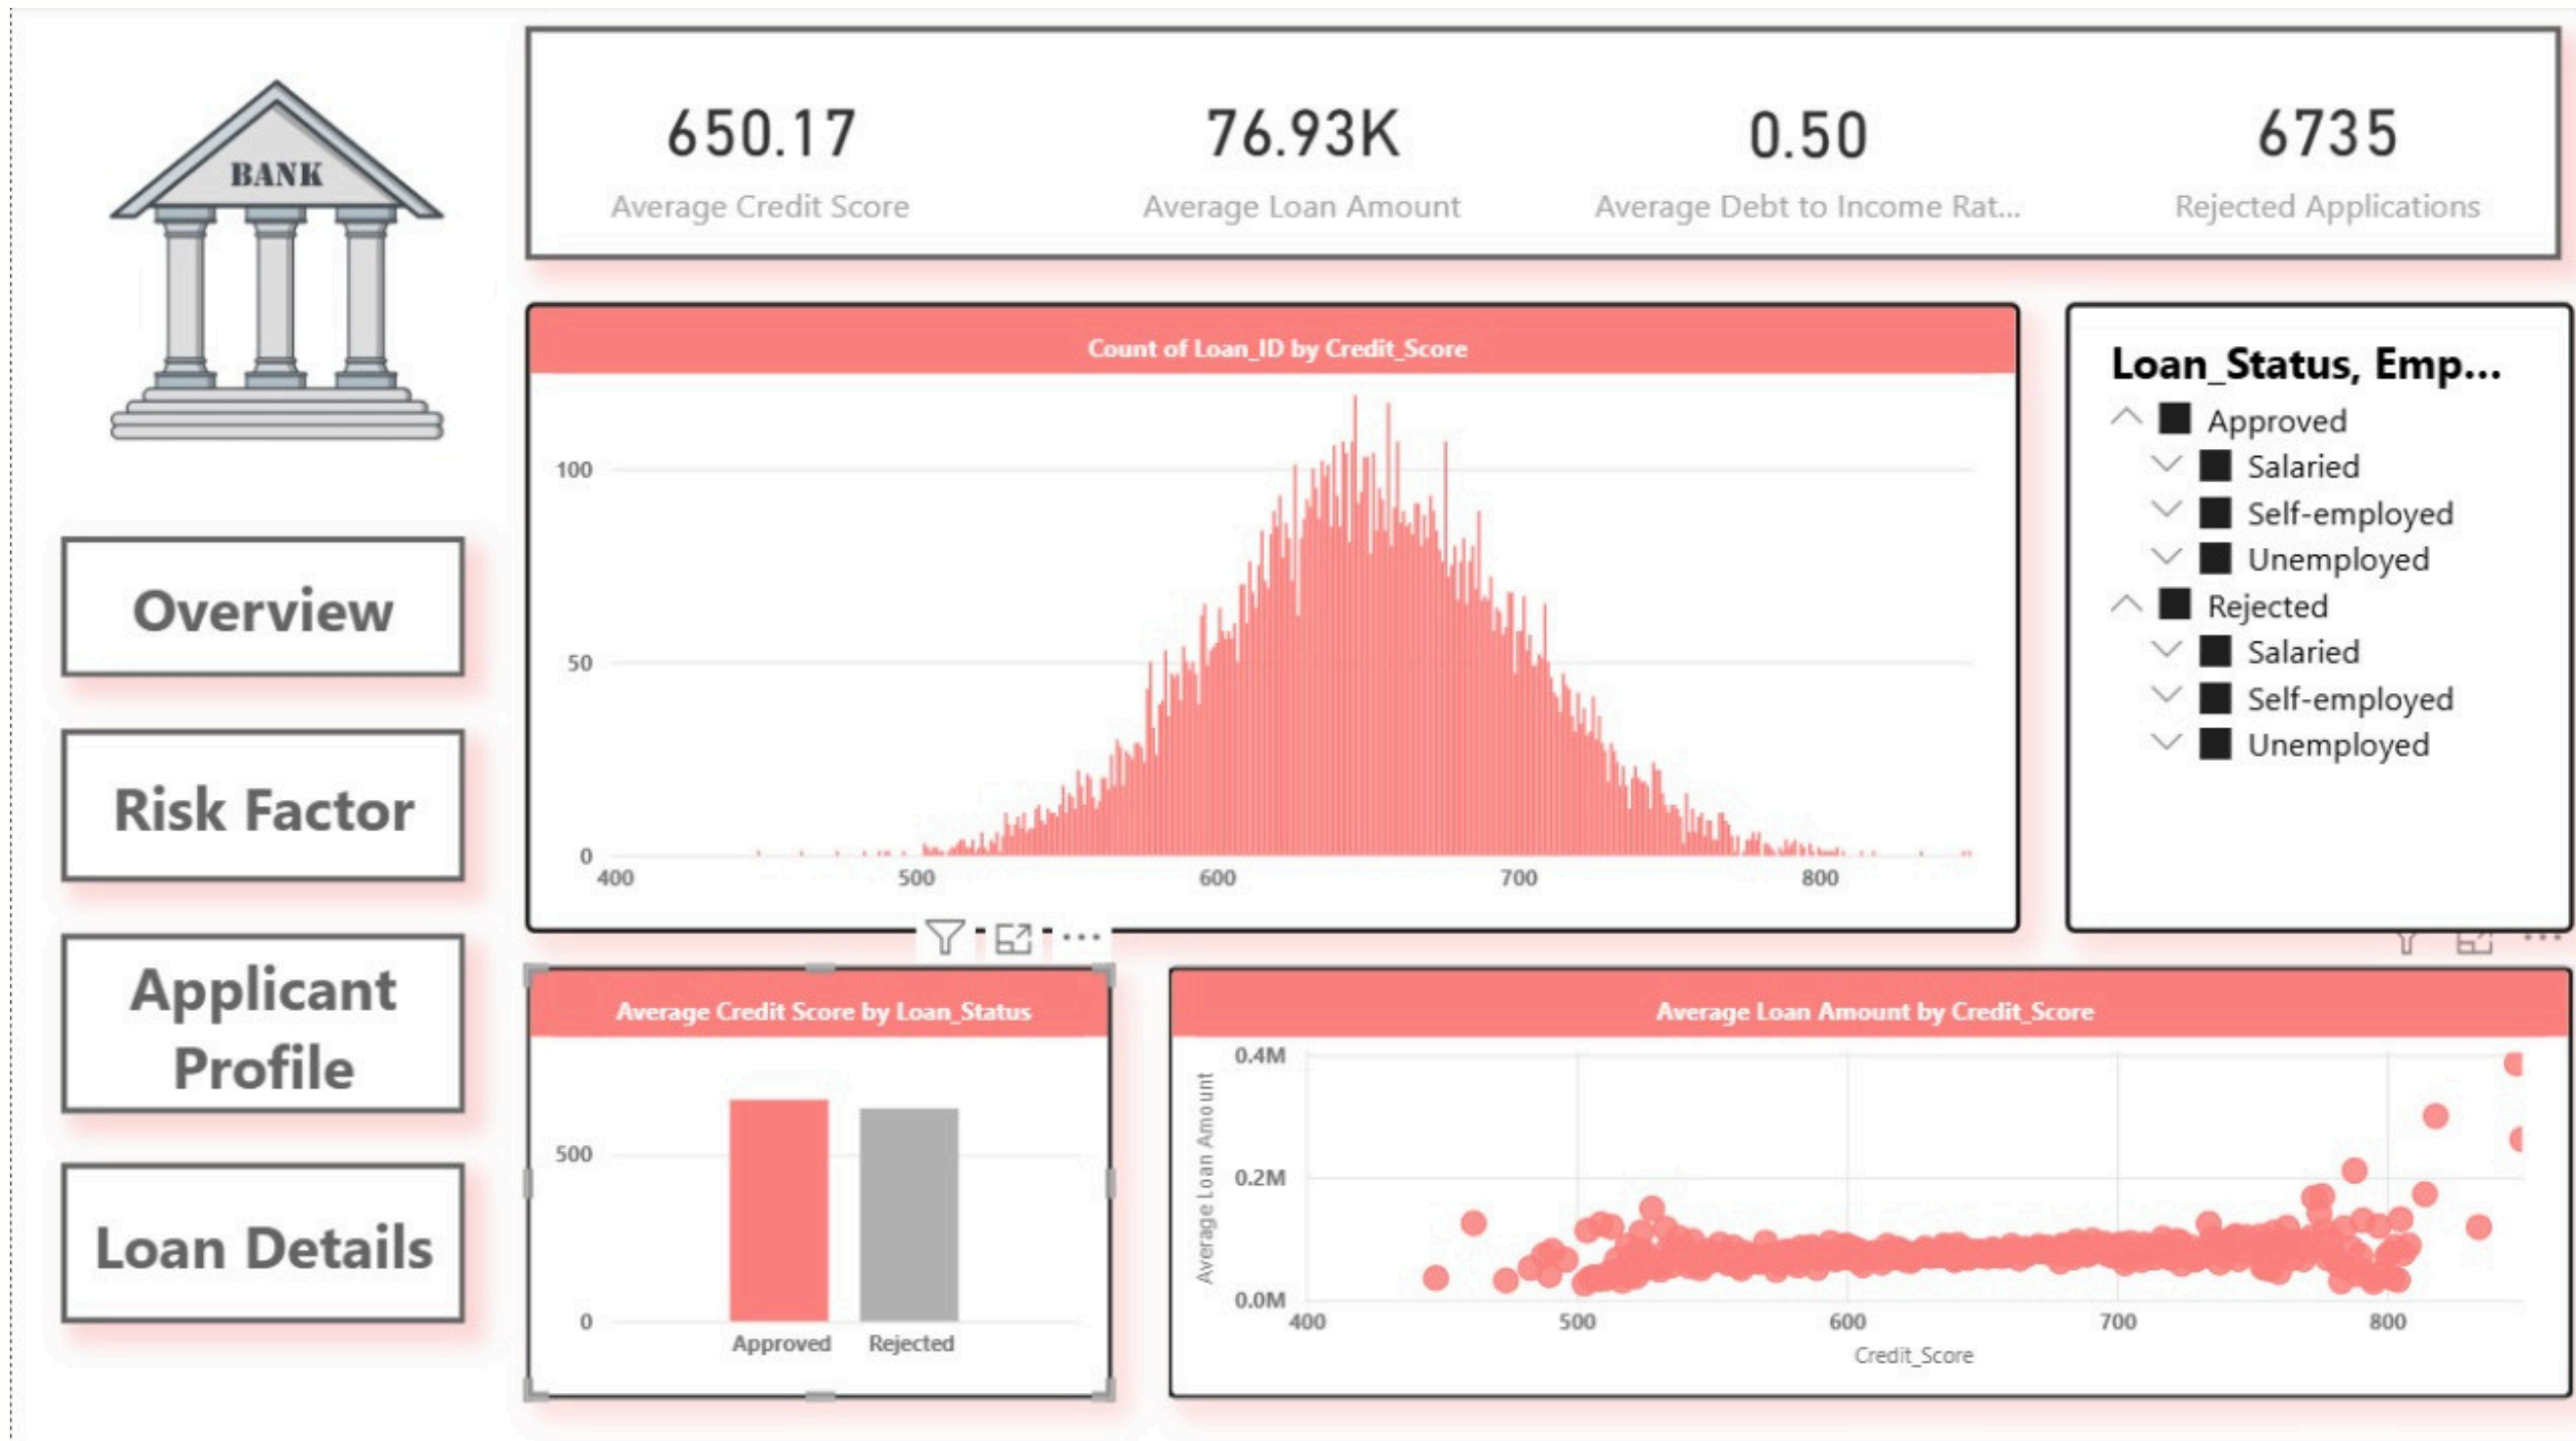 BANK
650.17
Average Credit Score
76.93K
Average Loan Amount
0.50
Average Debt to Income Rat...
6735
Rejected Applications
Overview
Risk Factor
Applicant
Profile
Loan Details
Count of Loan_ID by Credit_Score
100
50
0
400 500 600 700 800
Loan_Status, Emp...
Approved
Salaried
Self-employed
Unemployed
Rejected
Salaried
Self-employed
Unemployed
Average Credit Score by Loan_Status
500
0
Approved Rejected
Average Loan Amount by Credit_Score
Average Loan Amount
0.4M
0.2M
0.0M
400 500 600 700 800
Credit_Score